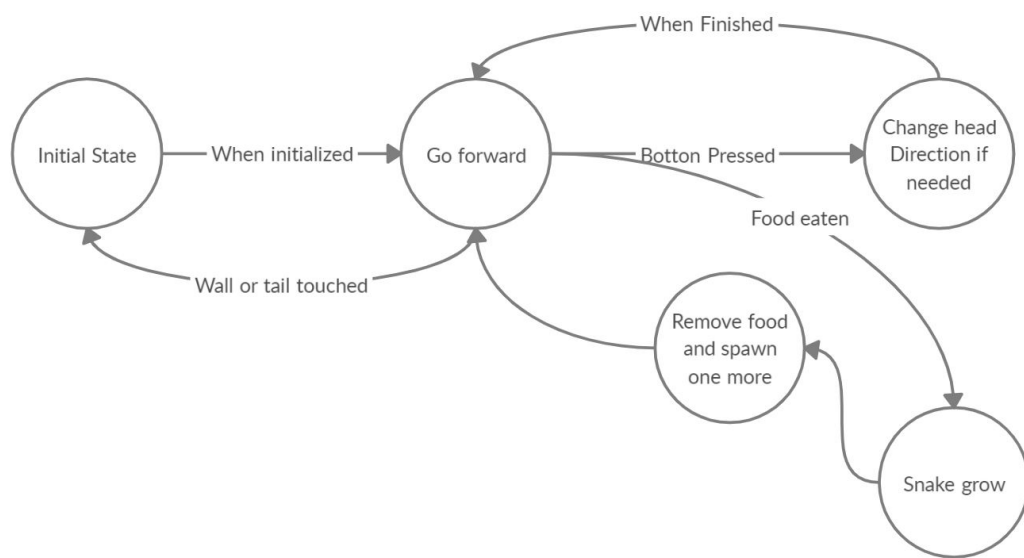 When Finished
Initial State
When initialized
Go forward
Botton Pressed
Change head
Direction if
needed
Food eaten
Wall or tail touched
Remove food
and spawn
one more
Snake grow